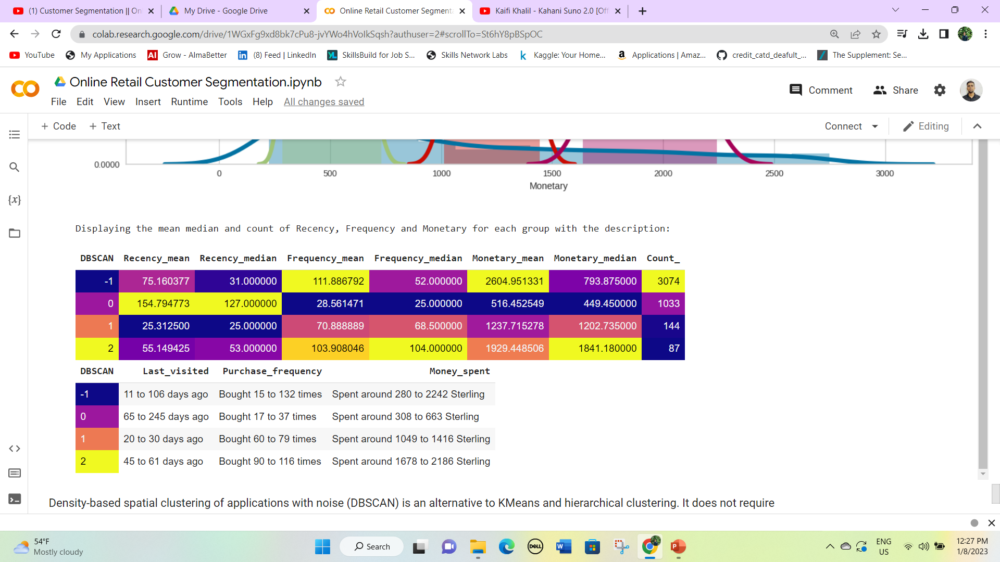 (1) Customer Segmentation || On
My Drive - Google Drive
Online Retail Customer Segmenta
Kaifi Khalil - Kahani Suno 2.0 [Off
colab.research.google.com/drive/1WGxFg9xd8bk7cPu8-jvYWo4hVoIkSqsh?authuser=2#scrollTo=St6hY8pBSpOC
YouTube My Applications Grow - AlmaBetter (8) Feed | LinkedIn SkillsBuild for Job S... Skills Network Labs Kaggle: Your Home... Applications | Amaz... credit_catd_deafult_... The Supplement: Se...
Online Retail Customer Segmentation.ipynb
Comment Share
File Edit View Insert Runtime Tools Help All changes saved
+ Code + Text Connect Editing
0.0000
0 500 1000 1500 2000 2500 3000
Monetary
Displaying the mean median and count of Recency, Frequency and Monetary for each group with the description:
DBSCAN Recency_mean Recency_median Frequency_mean Frequency_median Monetary_mean Monetary_median Count_
-1 75.160377 31.000000 111.886792 52.000000 2604.951331 793.875000 3074
0 154.794773 127.000000 28.561471 25.000000 516.452549 449.450000 1033
1 25.312500 25.000000 70.888889 68.500000 1237.715278 1202.735000 144
2 55.149425 53.000000 103.908046 104.000000 1929.448506 1841.180000 87
DBSCAN Last_visited Purchase_frequency Money_spent
-1 11 to 106 days ago Bought 15 to 132 times Spent around 280 to 2242 Sterling
0 65 to 245 days ago Bought 17 to 37 times Spent around 308 to 663 Sterling
1 20 to 30 days ago Bought 60 to 79 times Spent around 1049 to 1416 Sterling
2 45 to 61 days ago Bought 90 to 116 times Spent around 1678 to 2186 Sterling
Density-based spatial clustering of applications with noise (DBSCAN) is an alternative to KMeans and hierarchical clustering. It does not require
54°F
Mostly cloudy
Search
DELL
ENG
US
12:27 PM
1/8/2023